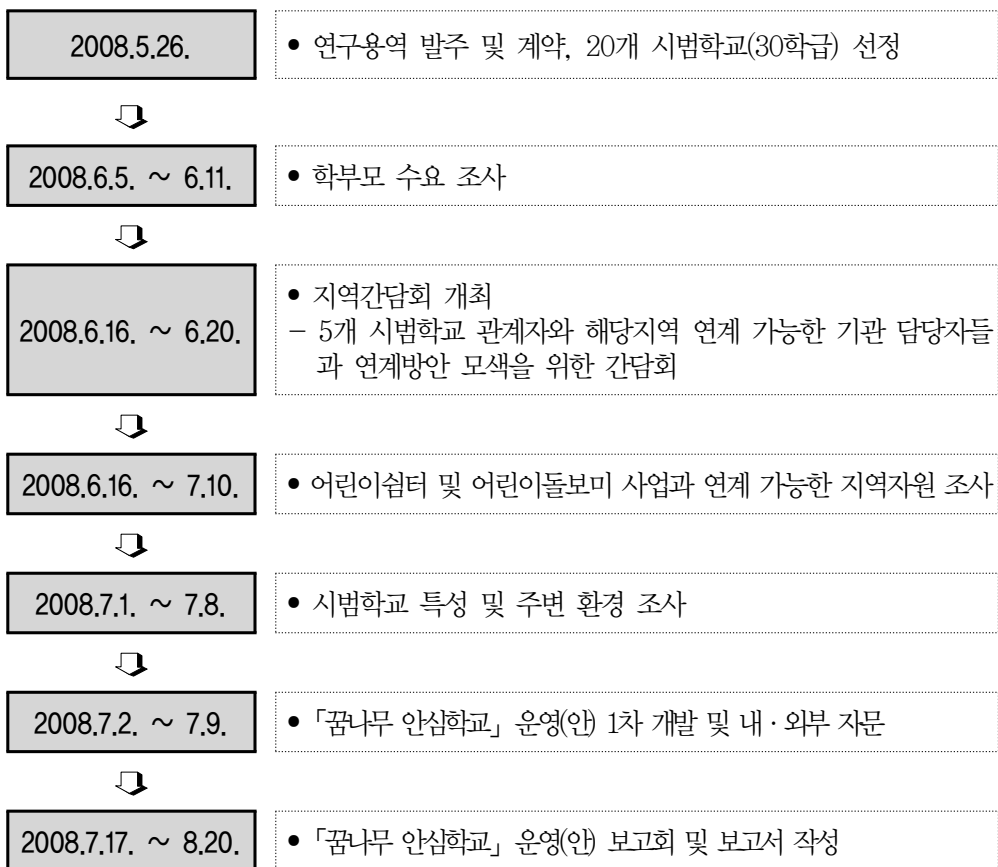 2008.5.26.
• 연구용역 발주 및 계약, 20개 시범학교(30학급) 선정
2008.6.5. ~ 6.11.
• 학부모 수요 조사
2008.6.16. ~ 6.20.
• 지역간담회 개최
- 5개 시범학교 관계자와 해당지역 연계 가능한 기관 담당자들
과 연계방안 모색을 위한 간담회
2008.6.16. ~ 7.10.
• 어린이쉼터 및 어린이돌보미 사업과 연계 가능한 지역자원 조사
2008.7.1. ~ 7.8.
• 시범학교 특성 및 주변 환경 조사
2008.7.2. ~ 7.9.
• 「꿈나무 안심학교」 운영(안) 1차 개발 및 내·외부 자문
2008.7.17. ~ 8.20.
• 「꿈나무 안심학교」 운영(안) 보고회 및 보고서 작성